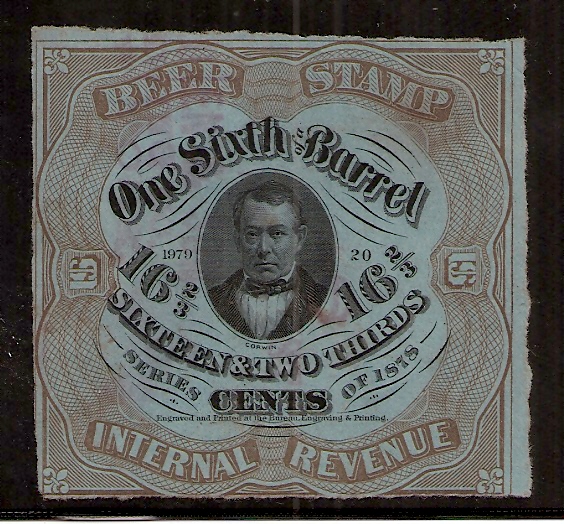 BEER STAMP
One Sixth of a Barrel
1979 20
16 2/3 16 2/3
CORWIN
SIXTEEN & TWO THIRDS
SERIES OF 1878
CENTS
Engraved and Printed at the Bureau, Engraving & Printing.
INTERNAL REVENUE